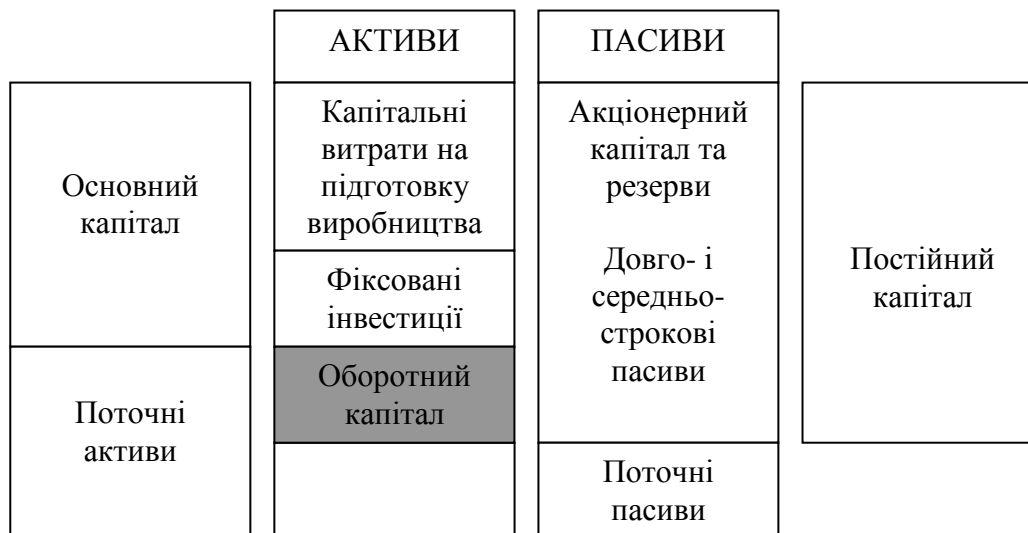 АКТИВИ
ПАСИВИ
Основний
капітал
Поточні
активи
Капітальні
витрати на
підготовку
виробництва
Фіксовані
інвестиції
Оборотний
капітал
Акціонерний
капітал та
резерви
Довго- і
середньо-
строкові
пасиви
Поточні
пасиви
Постійний
капітал